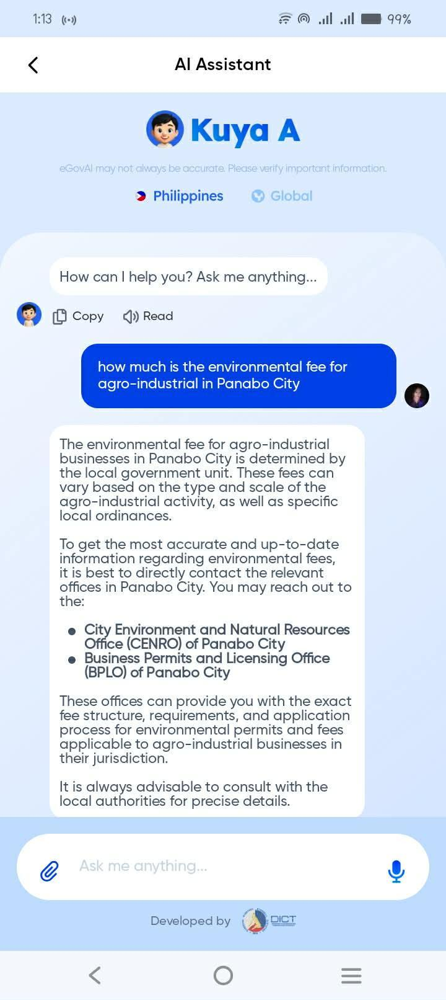 1:13
99%
AI Assistant
Kuya A
eGovAI may not always be accurate. Please verify important information.
Philippines
Global
How can I help you? Ask me anything...
Copy
Read
how much is the environmental fee for
agro-industrial in Panabo City
The environmental fee for agro-industrial
businesses in Panabo City is determined by
the local government unit. These fees can
vary based on the type and scale of the
agro-industrial activity, as well as specific
local ordinances.
To get the most accurate and up-to-date
information regarding environmental fees,
it is best to directly contact the relevant
offices in Panabo City. You may reach out to
the:
City Environment and Natural Resources
Office (CENRO) of Panabo City
Business Permits and Licensing Office
(BPLO) of Panabo City
These offices can provide you with the exact
fee structure, requirements, and application
process for environmental permits and fees
applicable to agro-industrial businesses in
their jurisdiction.
It is always advisable to consult with the
local authorities for precise details.
Ask me anything...
Developed by
DICT